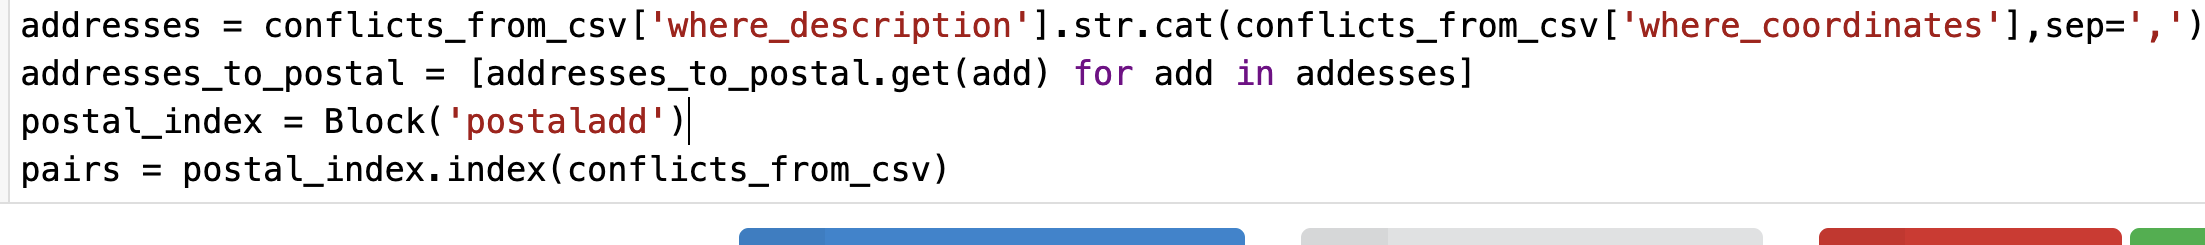 addresses = conflicts_from_csv['where_description'].str.cat(conflicts_from_csv['where_coordinates'],sep=',')
addresses_to_postal = [addresses_to_postal.get(add) for add in addesses]
postal_index = Block('postaladd')
pairs = postal_index.index(conflicts_from_csv)